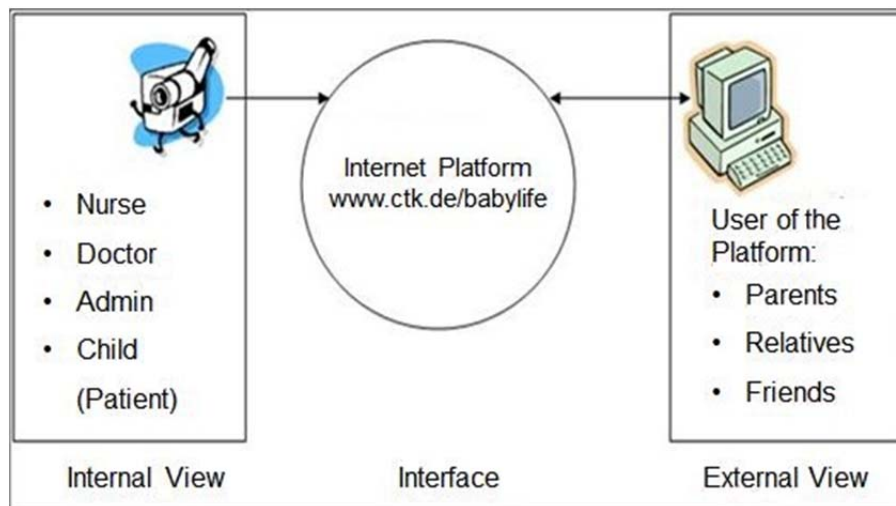 Internet Platform
www.ctk.de/babylife
• Nurse
• Doctor
• Admin
• Child
(Patient)
User of the
Platform:
• Parents
• Relatives
• Friends
Internal View
Interface
External View